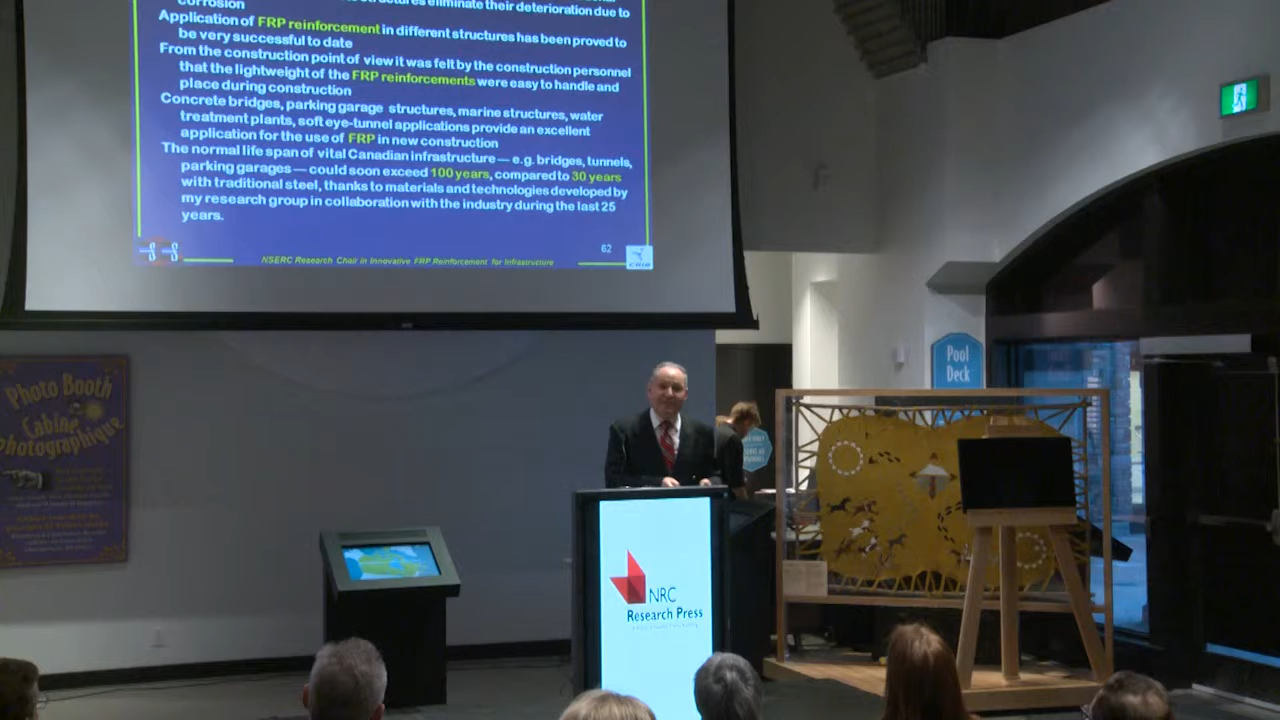 structures eliminate their deterioration due to
corrosion
Application of FRP reinforcement in different structures has been proved to
be very successful to date
From the construction point of view it was felt by the construction personnel
that the lightweight of the FRP reinforcements were easy to handle and
place during construction
Concrete bridges, parking garage structures, marine structures, water
treatment plants, soft eye-tunnel applications provide an excellent
application for the use of FRP in new construction
The normal life span of vital Canadian infrastructure — e.g. bridges, tunnels,
parking garages — could soon exceed 100 years, compared to 30 years
with traditional steel, thanks to materials and technologies developed by
my research group in collaboration with the industry during the last 25
years.
62
NSERC Research Chair in Innovative FRP Reinforcement for Infrastructure
Pool
Deck
Photo Booth
Cabine
photographique
NRC
Research Press